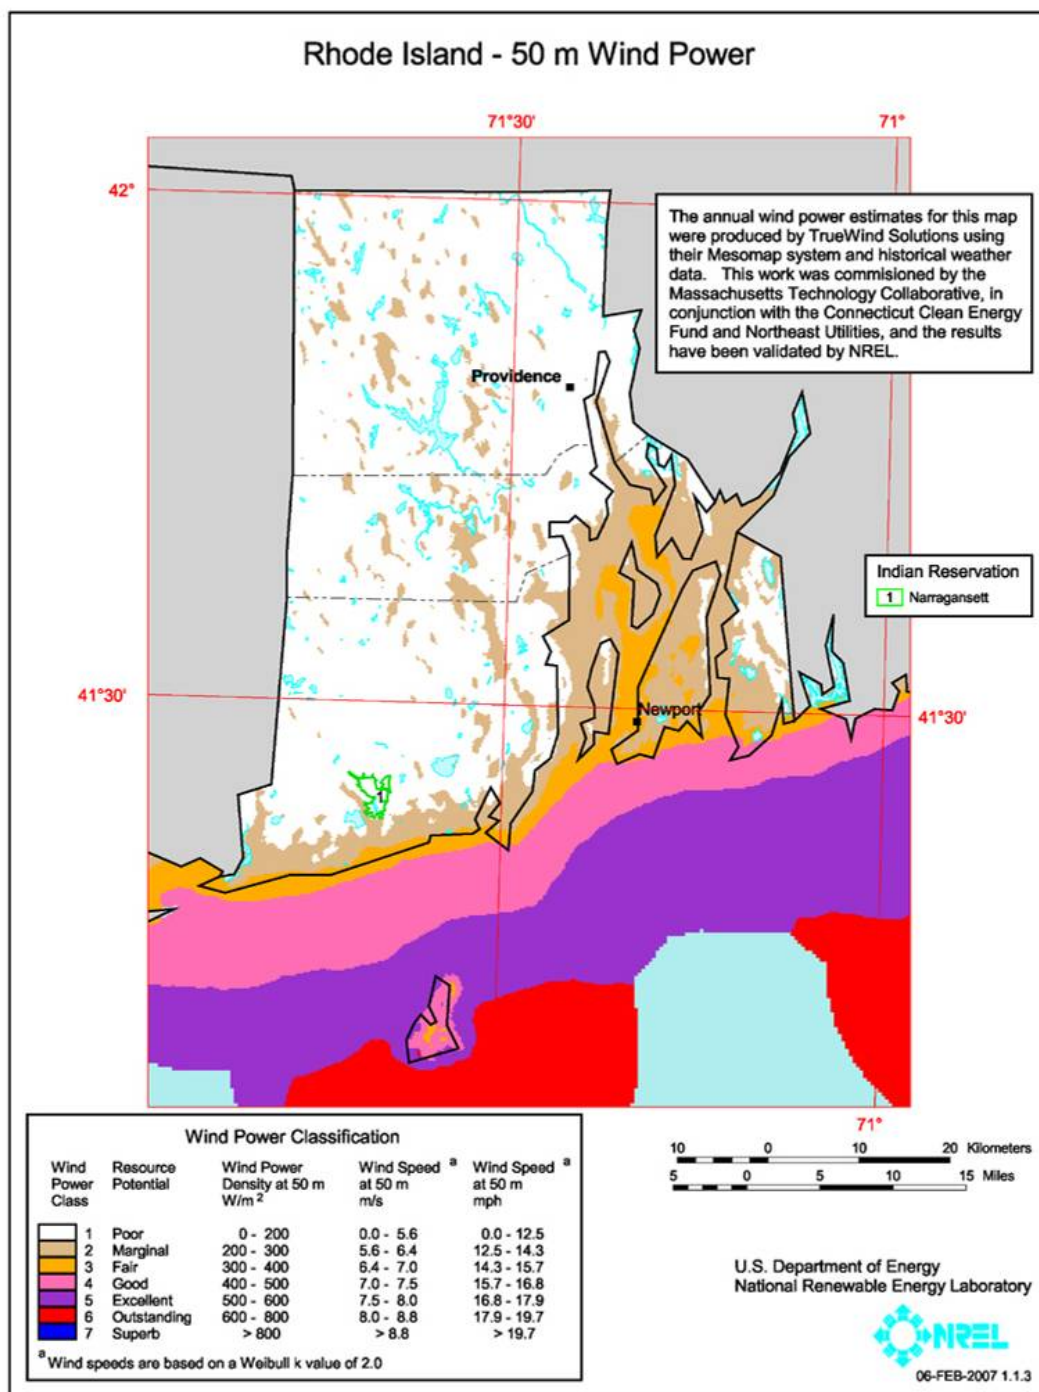 Rhode Island - 50 m Wind Power
71°30'
71°
42°
The annual wind power estimates for this map
were produced by TrueWind Solutions using
their Mesomap system and historical weather
data. This work was commisioned by the
Massachusetts Technology Collaborative, in
conjunction with the Connecticut Clean Energy
Fund and Northeast Utilities, and the results
have been validated by NREL.
Providence
Indian Reservation
1 Narragansett
41°30'
Newport
41°30'
1
71°
Wind Power Classification
Wind Power Class Resource Potential Wind Power Density at 50 m W/m 2 Wind Speed a at 50 m m/s Wind Speed a at 50 m mph
1 Poor 0 - 200 0.0 - 5.6 0.0 - 12.5
2 Marginal 200 - 300 5.6 - 6.4 12.5 - 14.3
3 Fair 300 - 400 6.4 - 7.0 14.3 - 15.7
4 Good 400 - 500 7.0 - 7.5 15.7 - 16.8
5 Excellent 500 - 600 7.5 - 8.0 16.8 - 17.9
6 Outstanding 600 - 800 8.0 - 8.8 17.9 - 19.7
7 Superb > 800 > 8.8 > 19.7
a Wind speeds are based on a Weibull k value of 2.0
10 0 10 20 Kilometers
5 0 5 10 15 Miles
U.S. Department of Energy
National Renewable Energy Laboratory
NREL
06-FEB-2007 1.1.3